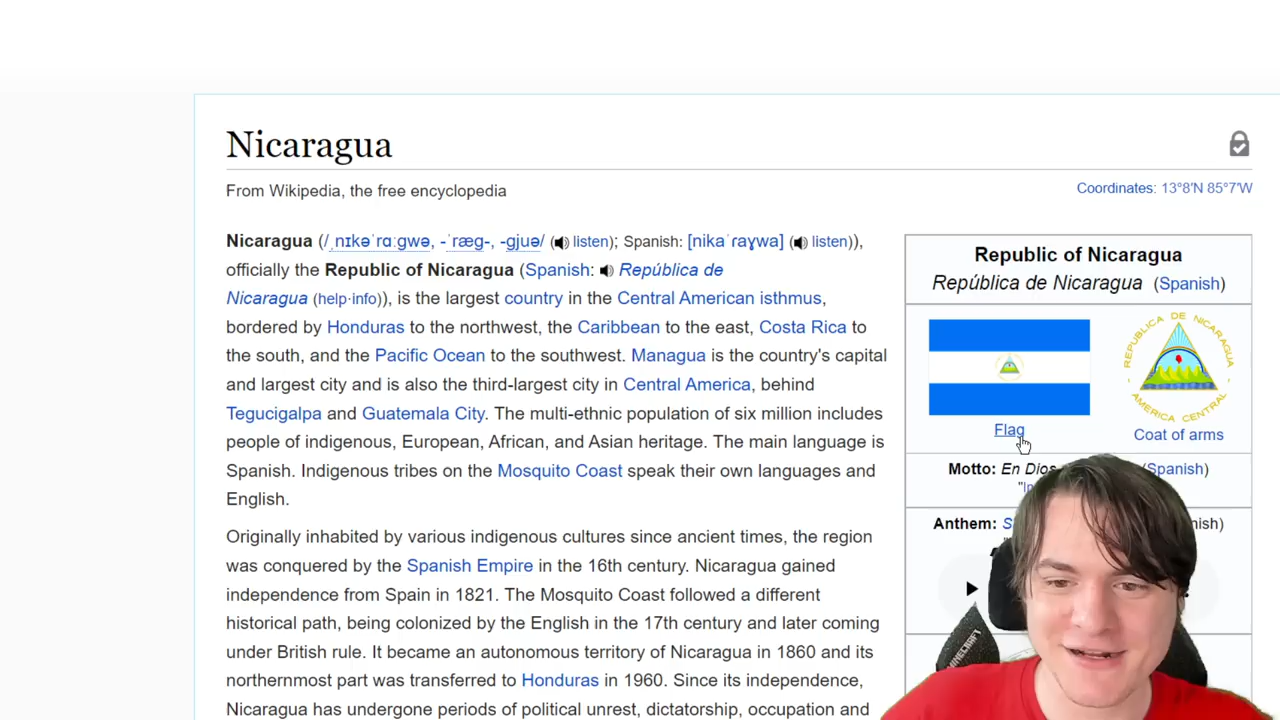 Nicaragua
From Wikipedia, the free encyclopedia
Coordinates: 13°8′N 85°7′W
Nicaragua (/ˌnɪkəˈrɑːɡwə, -ˈræɡ-, -ɡjuə/ (listen); Spanish: [nikaˈɾaɣwa] (listen)),
officially the Republic of Nicaragua (Spanish: República de
Nicaragua (help·info)), is the largest country in the Central American isthmus,
bordered by Honduras to the northwest, the Caribbean to the east, Costa Rica to
the south, and the Pacific Ocean to the southwest. Managua is the country's capital
and largest city and is also the third-largest city in Central America, behind
Tegucigalpa and Guatemala City. The multi-ethnic population of six million includes
people of indigenous, European, African, and Asian heritage. The main language is
Spanish. Indigenous tribes on the Mosquito Coast speak their own languages and
English.
Originally inhabited by various indigenous cultures since ancient times, the region
was conquered by the Spanish Empire in the 16th century. Nicaragua gained
independence from Spain in 1821. The Mosquito Coast followed a different
historical path, being colonized by the English in the 17th century and later coming
under British rule. It became an autonomous territory of Nicaragua in 1860 and its
northernmost part was transferred to Honduras in 1960. Since its independence,
Nicaragua has undergone periods of political unrest, dictatorship, occupation and
Republic of Nicaragua
República de Nicaragua (Spanish)
REPUBLICA DE NICARAGUA
AMERICA CENTRAL
Flag
Coat of arms
Motto: En Dios (Spanish)
Anthem:
MINECRAFT